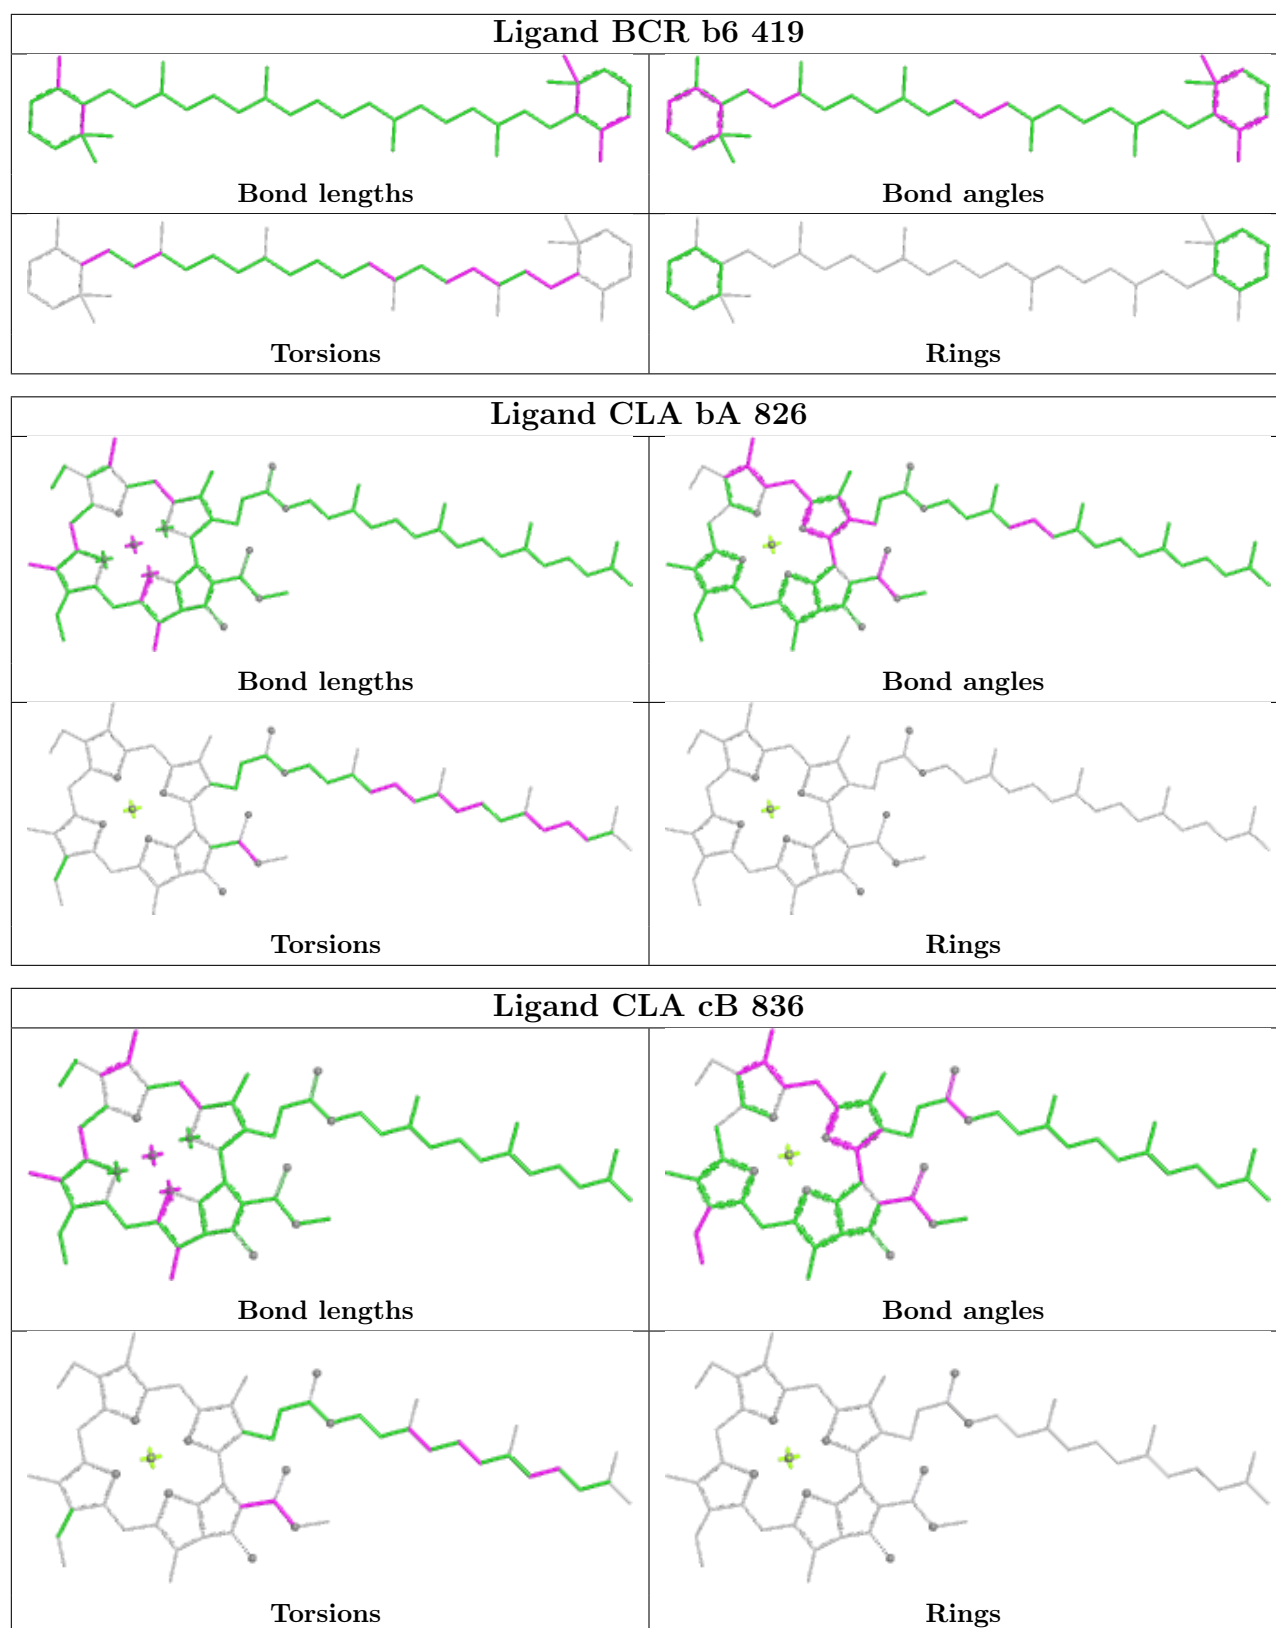 Ligand BCR b6 419
Bond lengths
Bond angles
Torsions
Rings
Ligand CLA bA 826
Bond lengths
Bond angles
Torsions
Rings
Ligand CLA cB 836
Bond lengths
Bond angles
Torsions
Rings